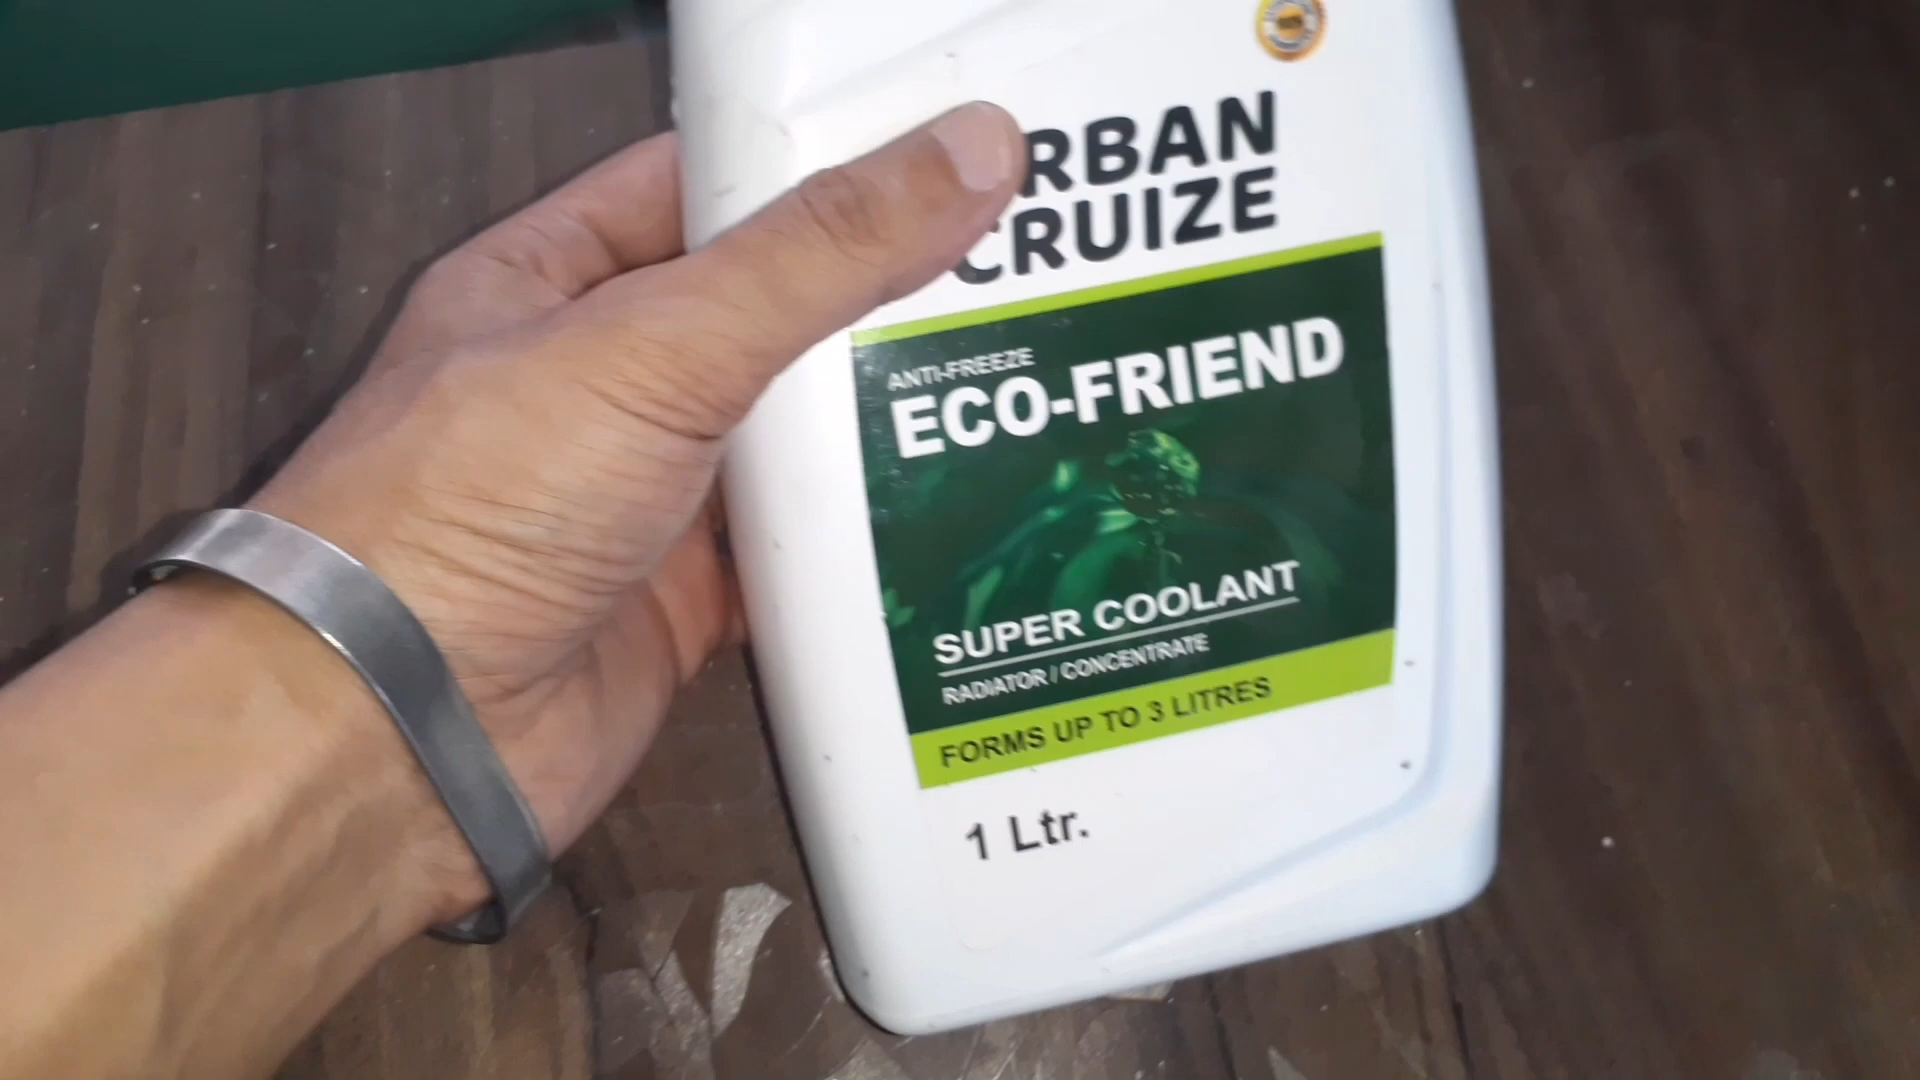 RBAN
CRUIZE
ANTI-FREEZE
ECO-FRIEND
SUPER COOLANT
RADIATOR / CONCENTRATE
FORMS UP TO 3 LITRES
1 Ltr.